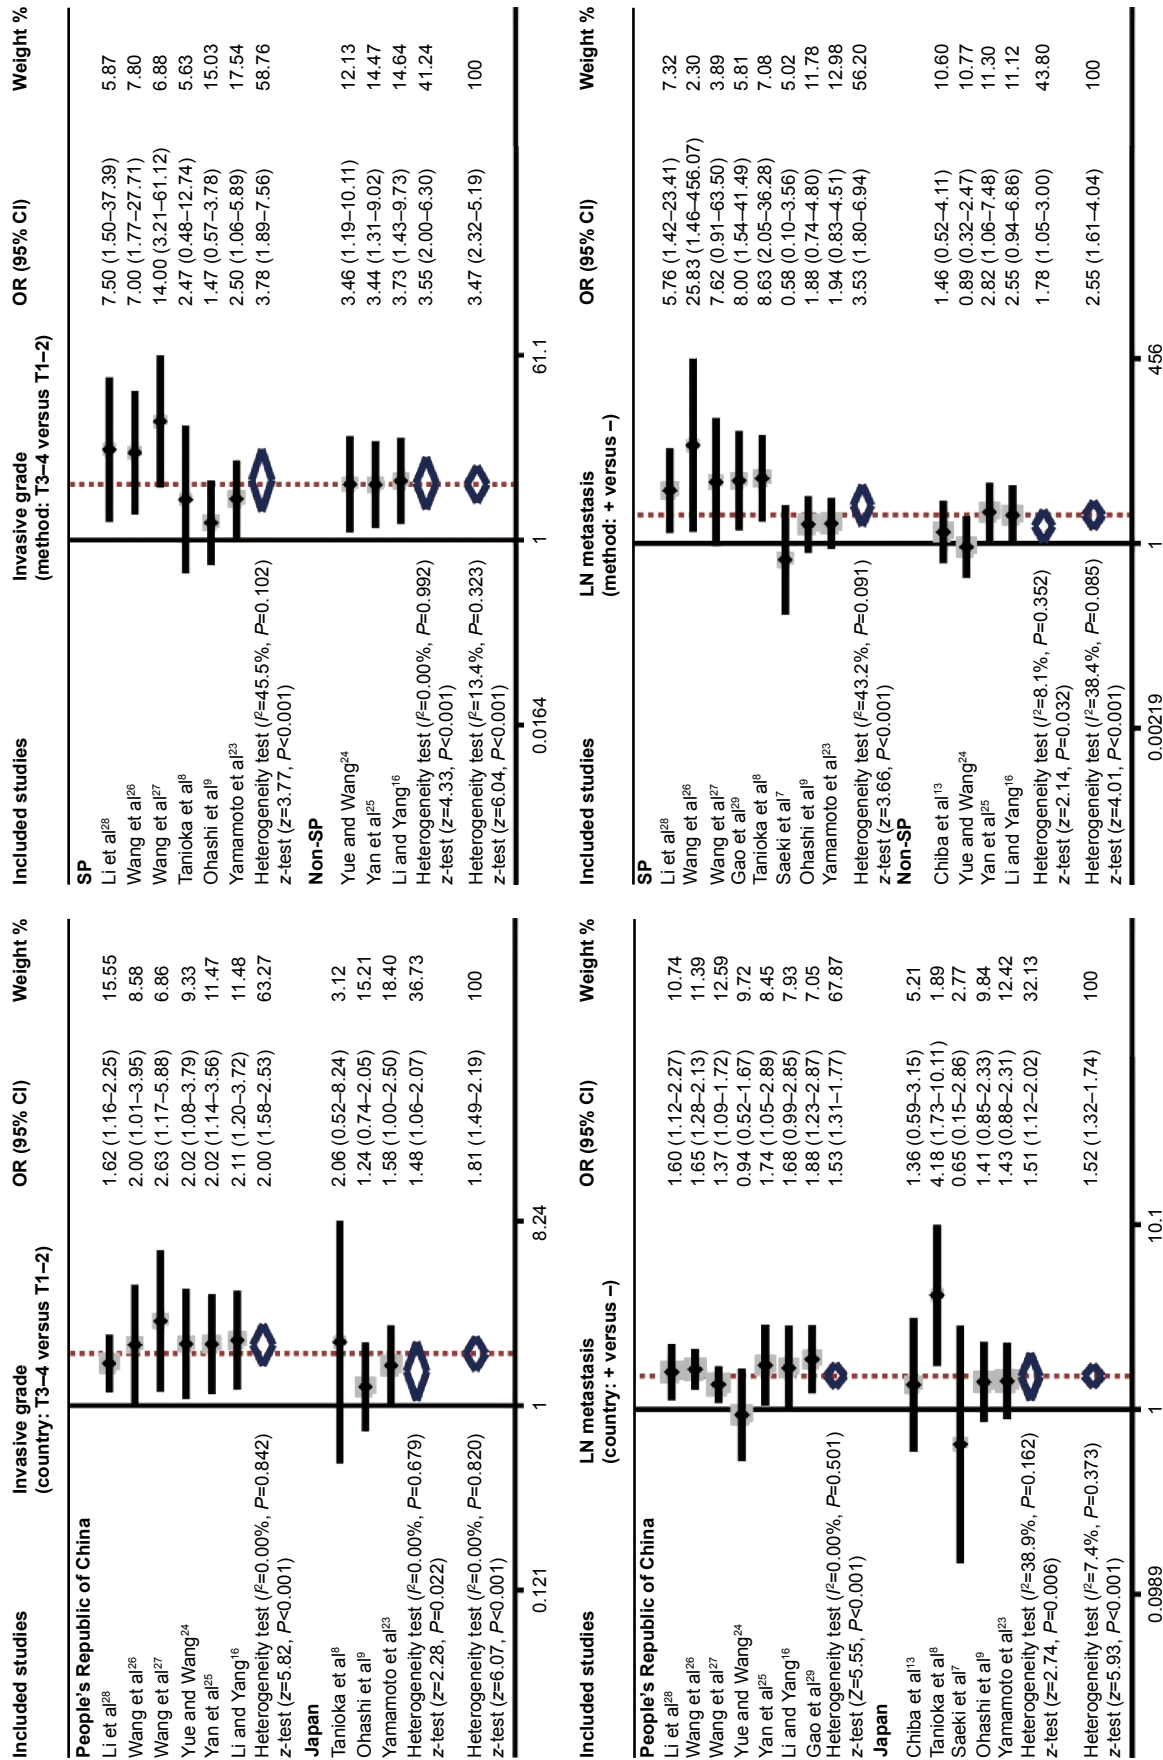 Included studies Invasive grade OR (95% CI) Weight %
(country: T3–4 versus T1–2)
People's Republic of China
Li et al28 1.62 (1.16–2.25) 15.55
Wang et al26 2.00 (1.01–3.95) 8.58
Wang et al27 2.63 (1.17–5.88) 6.86
Yue and Wang24 2.02 (1.08–3.79) 9.33
Yan et al25 2.02 (1.14–3.56) 11.47
Li and Yang16 2.11 (1.20–3.72) 11.48
Heterogeneity test (I2=0.00%, P=0.842) 2.00 (1.58–2.53) 63.27
z-test (z=5.82, P<0.001)
Japan
Tanioka et al8 2.06 (0.52–8.24) 3.12
Ohashi et al9 1.24 (0.74–2.05) 15.21
Yamamoto et al23 1.58 (1.00–2.50) 18.40
Heterogeneity test (I2=0.00%, P=0.679) 1.48 (1.06–2.07) 36.73
z-test (z=2.28, P=0.022)
Heterogeneity test (I2=0.00%, P=0.820) 1.81 (1.49–2.19) 100
z-test (z=6.07, P<0.001)
0.121 1 8.24
Included studies Invasive grade OR (95% CI) Weight %
(method: T3–4 versus T1–2)
SP
Li et al28 7.50 (1.50–37.39) 5.87
Wang et al26 7.00 (1.77–27.71) 7.80
Wang et al27 14.00 (3.21–61.12) 6.88
Tanioka et al8 2.47 (0.48–12.74) 5.63
Ohashi et al9 1.47 (0.57–3.78) 15.03
Yamamoto et al23 2.50 (1.06–5.89) 17.54
Heterogeneity test (I2=45.5%, P=0.102) 3.78 (1.89–7.56) 58.76
z-test (z=3.77, P<0.001)
Non-SP
Yue and Wang24 3.46 (1.19–10.11) 12.13
Yan et al25 3.44 (1.31–9.02) 14.47
Li and Yang16 3.73 (1.43–9.73) 14.64
Heterogeneity test (I2=0.00%, P=0.992) 3.55 (2.00–6.30) 41.24
z-test (z=4.33, P<0.001)
Heterogeneity test (I2=13.4%, P=0.323) 3.47 (2.32–5.19) 100
z-test (z=6.04, P<0.001)
0.0164 1 61.1
Included studies LN metastasis OR (95% CI) Weight %
(country: + versus –)
People's Republic of China
Li et al28 1.60 (1.12–2.27) 10.74
Wang et al26 1.65 (1.28–2.13) 11.39
Wang et al27 1.37 (1.09–1.72) 12.59
Yue and Wang24 0.94 (0.52–1.67) 9.72
Yan et al25 1.74 (1.05–2.89) 8.45
Li and Yang16 1.68 (0.99–2.85) 7.93
Gao et al29 1.88 (1.23–2.87) 7.05
Heterogeneity test (I2=0.00%, P=0.501) 1.53 (1.31–1.77) 67.87
z-test (Z=5.55, P<0.001)
Japan
Chiba et al13 1.36 (0.59–3.15) 5.21
Tanioka et al8 4.18 (1.73–10.11) 1.89
Saeki et al7 0.65 (0.15–2.86) 2.77
Ohashi et al9 1.41 (0.85–2.33) 9.84
Yamamoto et al23 1.43 (0.88–2.31) 12.42
Heterogeneity test (I2=38.9%, P=0.162) 1.51 (1.12–2.02) 32.13
z-test (z=2.74, P=0.006)
Heterogeneity test (I2=7.4%, P=0.373) 1.52 (1.32–1.74) 100
z-test (z=5.93, P<0.001)
0.0989 1 10.1
Included studies LN metastasis OR (95% CI) Weight %
(method: + versus –)
SP
Li et al28 5.76 (1.42–23.41) 7.32
Wang et al26 25.83 (1.46–456.07) 2.30
Wang et al27 7.62 (0.91–63.50) 3.89
Gao et al29 8.00 (1.54–41.49) 5.81
Tanioka et al8 8.63 (2.05–36.28) 7.08
Saeki et al7 0.58 (0.10–3.56) 5.02
Ohashi et al9 1.88 (0.74–4.80) 11.78
Yamamoto et al23 1.94 (0.83–4.51) 12.98
Heterogeneity test (I2=43.2%, P=0.091) 3.53 (1.80–6.94) 56.20
z-test (z=3.66, P<0.001)
Non-SP
Chiba et al13 1.46 (0.52–4.11) 10.60
Yue and Wang24 0.89 (0.32–2.47) 10.77
Yan et al25 2.82 (1.06–7.48) 11.30
Li and Yang16 2.55 (0.94–6.86) 11.12
Heterogeneity test (I2=8.1%, P=0.352) 1.78 (1.05–3.00) 43.80
z-test (z=2.14, P=0.032)
Heterogeneity test (I2=38.4%, P=0.085) 2.55 (1.61–4.04) 100
z-test (z=4.01, P<0.001)
0.00219 1 456